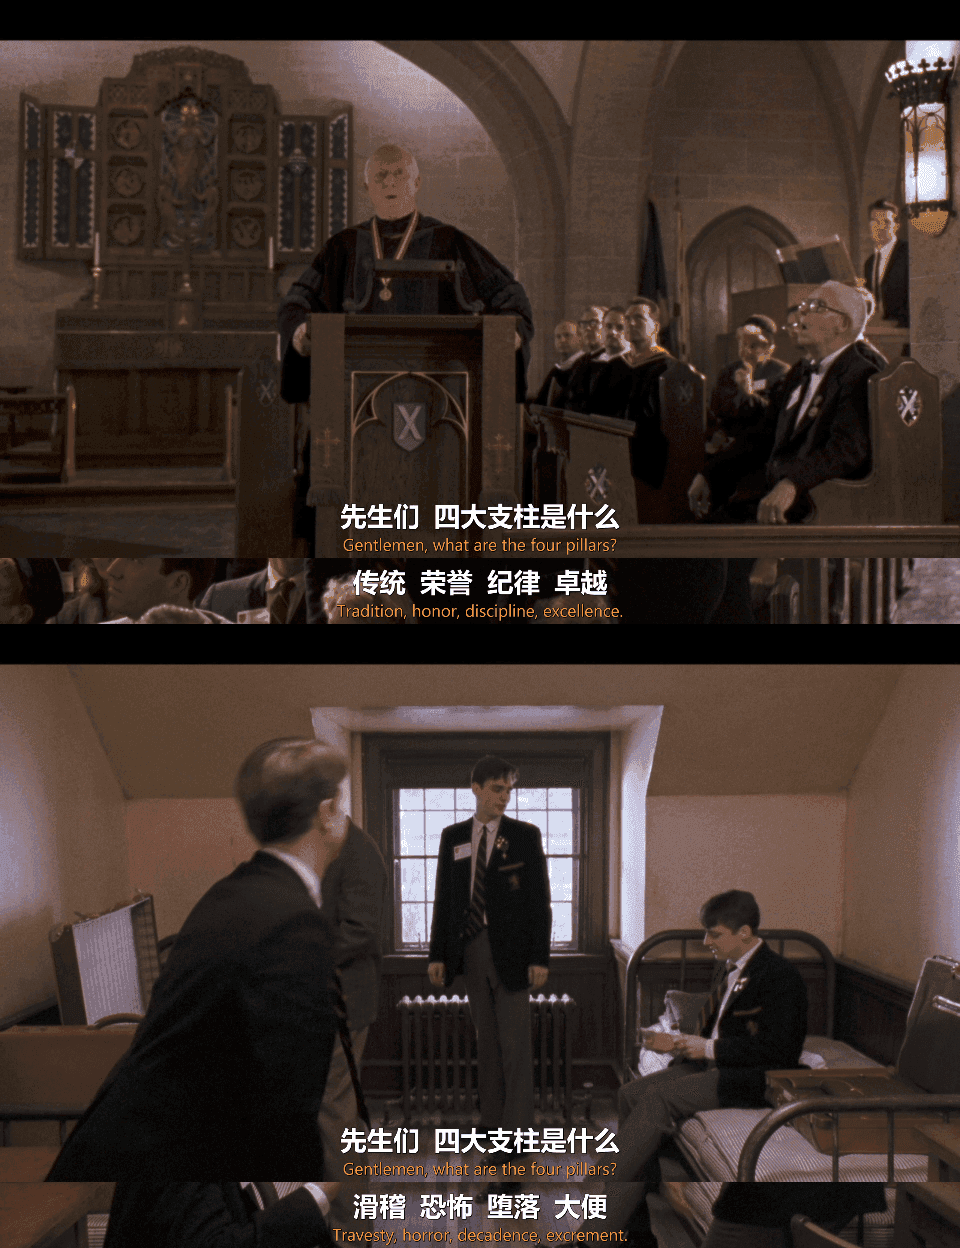 先生们 四大支柱是什么
Gentlemen, what are the four pillars?
传统 荣誉 纪律 卓越
Tradition, honor, discipline, excellence.
先生们 四大支柱是什么
Gentlemen, what are the four pillars?
滑稽 恐怖 堕落 大便
Travesty, horror, decadence, excrement.